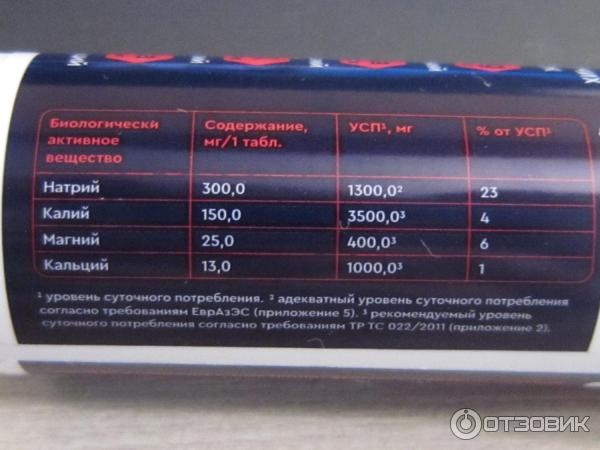 Биологически активное вещество Содержание, мг/1 табл. УСП¹, мг % от УСП¹
Натрий 300,0 1300,0² 23
Калий 150,0 3500,0³ 4
Магний 25,0 400,0³ 6
Кальций 13,0 1000,0³ 1
¹ уровень суточного потребления. ² адекватный уровень суточного потребления
согласно требованиям ЕврАзЭС (приложение 5). ³ рекомендуемый уровень
суточного потребления согласно требованиям ТР ТС 022/2011 (приложение 2).
ОТЗОВИК